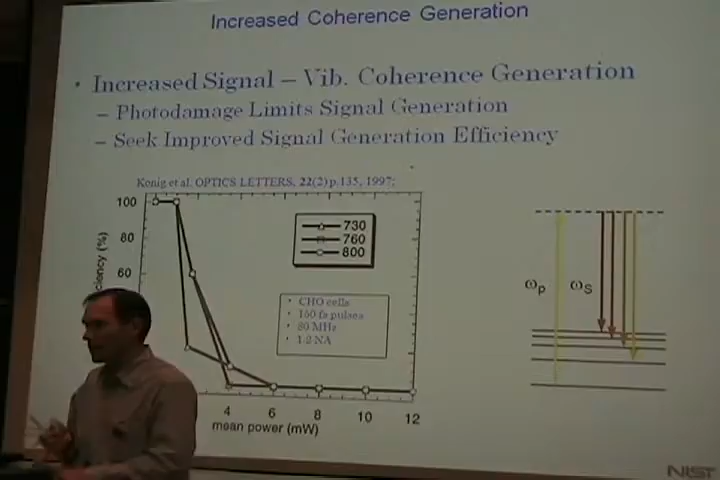 Increased Coherence Generation
• Increased Signal – Vib. Coherence Generation
– Photodamage Limits Signal Generation
– Seek Improved Signal Generation Efficiency
Konig et al. OPTICS LETTERS, 22(2) p.135, 1997;
100
80
60
ciency (%)
730
760
800
• CHO cells
• 150 fs pulses
• 80 MHz
• 1.2 NA
4 6 8 10 12
mean power (mW)
ωP ωS
NIST